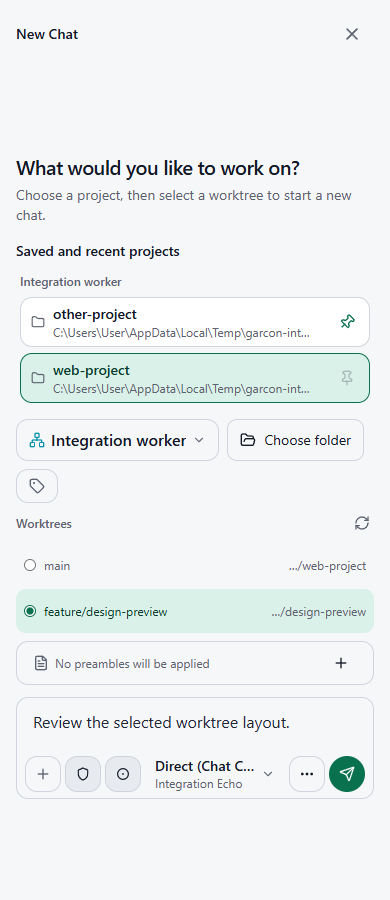 New Chat
What would you like to work on?
Choose a project, then select a worktree to start a new
chat.
Saved and recent projects
Integration worker
other-project
C:\Users\User\AppData\Local\Temp\garcon-int...
web-project
C:\Users\User\AppData\Local\Temp\garcon-int...
Integration worker
Choose folder
Worktrees
main
.../web-project
feature/design-preview
.../design-preview
No preambles will be applied
Review the selected worktree layout.
Direct (Chat C...
Integration Echo